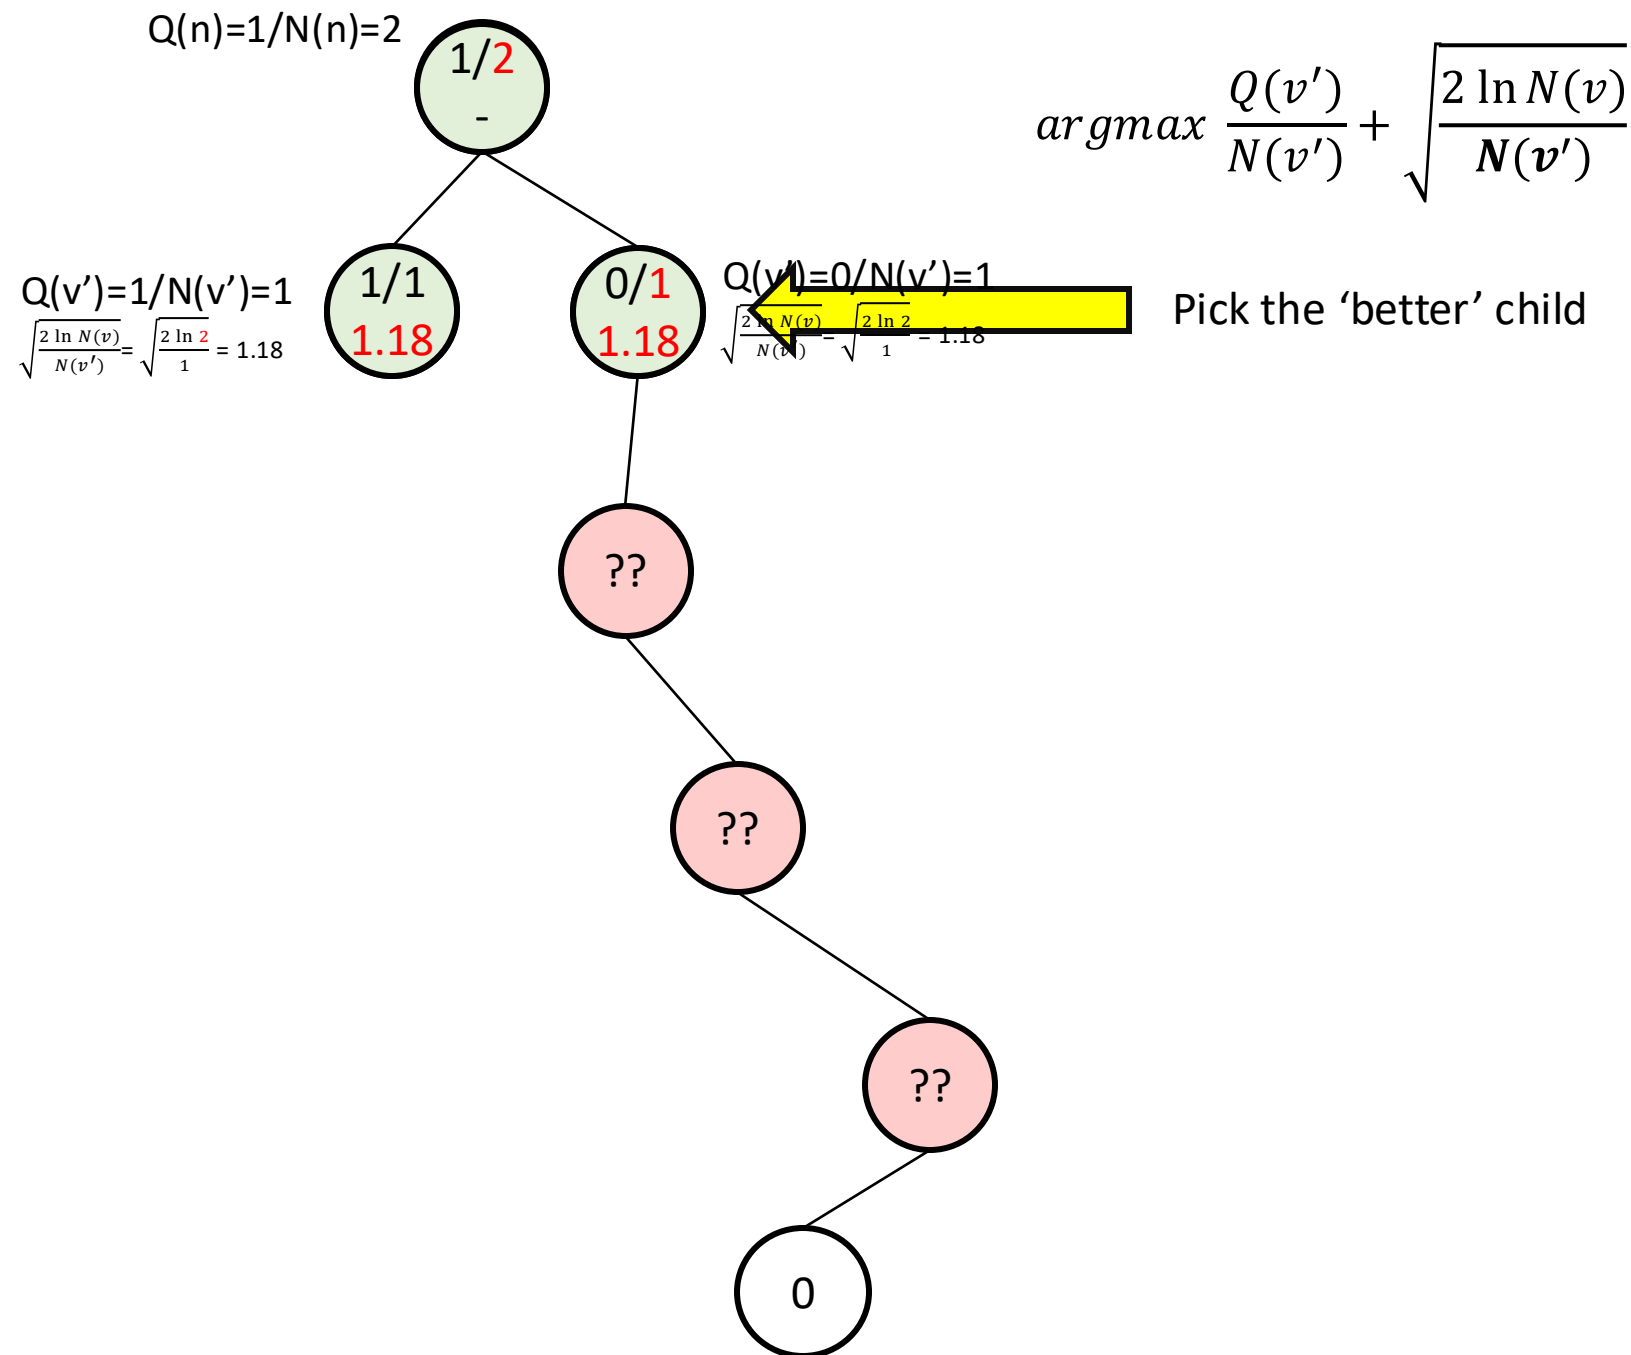 Q(n)=1/N(n)=2
1/2
-
argmax Q(v′)/N(v′) + √(2 ln N(v)/N(v′))
Q(v’)=1/N(v’)=1
√(2 ln N(v)/N(v′)) = √(2 ln 2/1) = 1.18
1/1
1.18
0/1
1.18
Q(v’)=0/N(v’)=1
√(2 ln N(v)/N(v′)) = √(2 ln 2/1) = 1.18
Pick the ‘better’ child
??
??
??
0